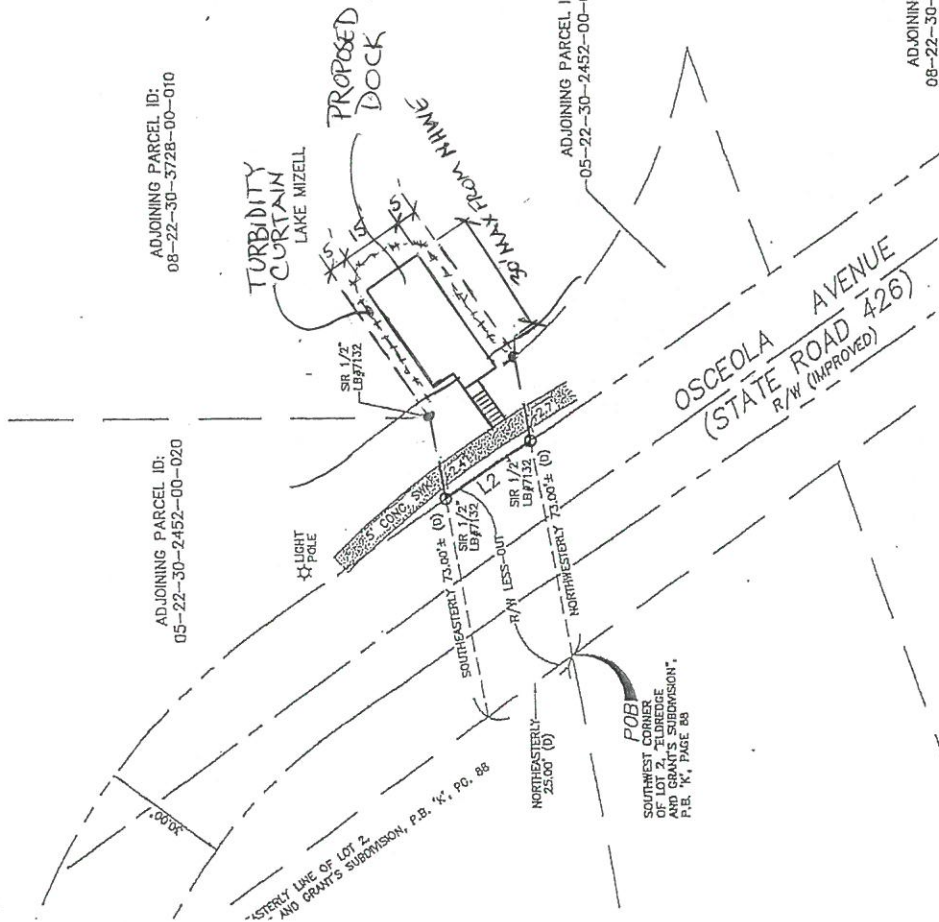 ADJOINING PARCEL ID:
08-22-30-3728-00-010
ADJOINING
08-22-30-
PROPOSED
DOCK
TURBIDITY
CURTAIN
LAKE MIZELL
5
15
5
30' MAX FROM NHWE
ADJOINING PARCEL I
05-22-30-2452-00-
ADJOINING PARCEL ID:
05-22-30-2452-00-020
LIGHT
POLE
SIR 1/2"
LB#7132
5' CONC. SWK
2.4'
2.7'
L2
SIR 1/2"
LB#7132
SIR 1/2"
LB#7132
SOUTHEASTERLY 73.00'± (D)
R/W LESS-OUT
NORTHWESTERLY 73.00'± (D)
OSCEOLA AVENUE
(STATE ROAD 426)
R/W (IMPROVED)
30.00'
NORTHEASTERLY
25.00' (D)
POB
SOUTHWEST CORNER
OF LOT 2, "ELDREDGE
AND GRANT'S SUBDIVISION",
P.B. "K", PAGE 88
ASTERLY LINE OF LOT 2,
AND GRANT'S SUBDIVISION, P.B. "K", PG. 88